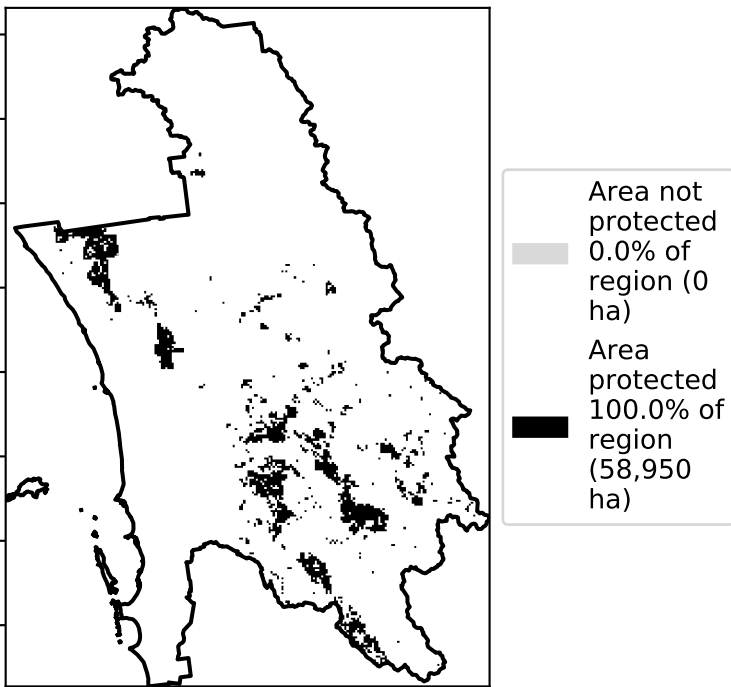 Area not
protected
0.0% of
region (0
ha)
Area
protected
100.0% of
region
(58,950
ha)